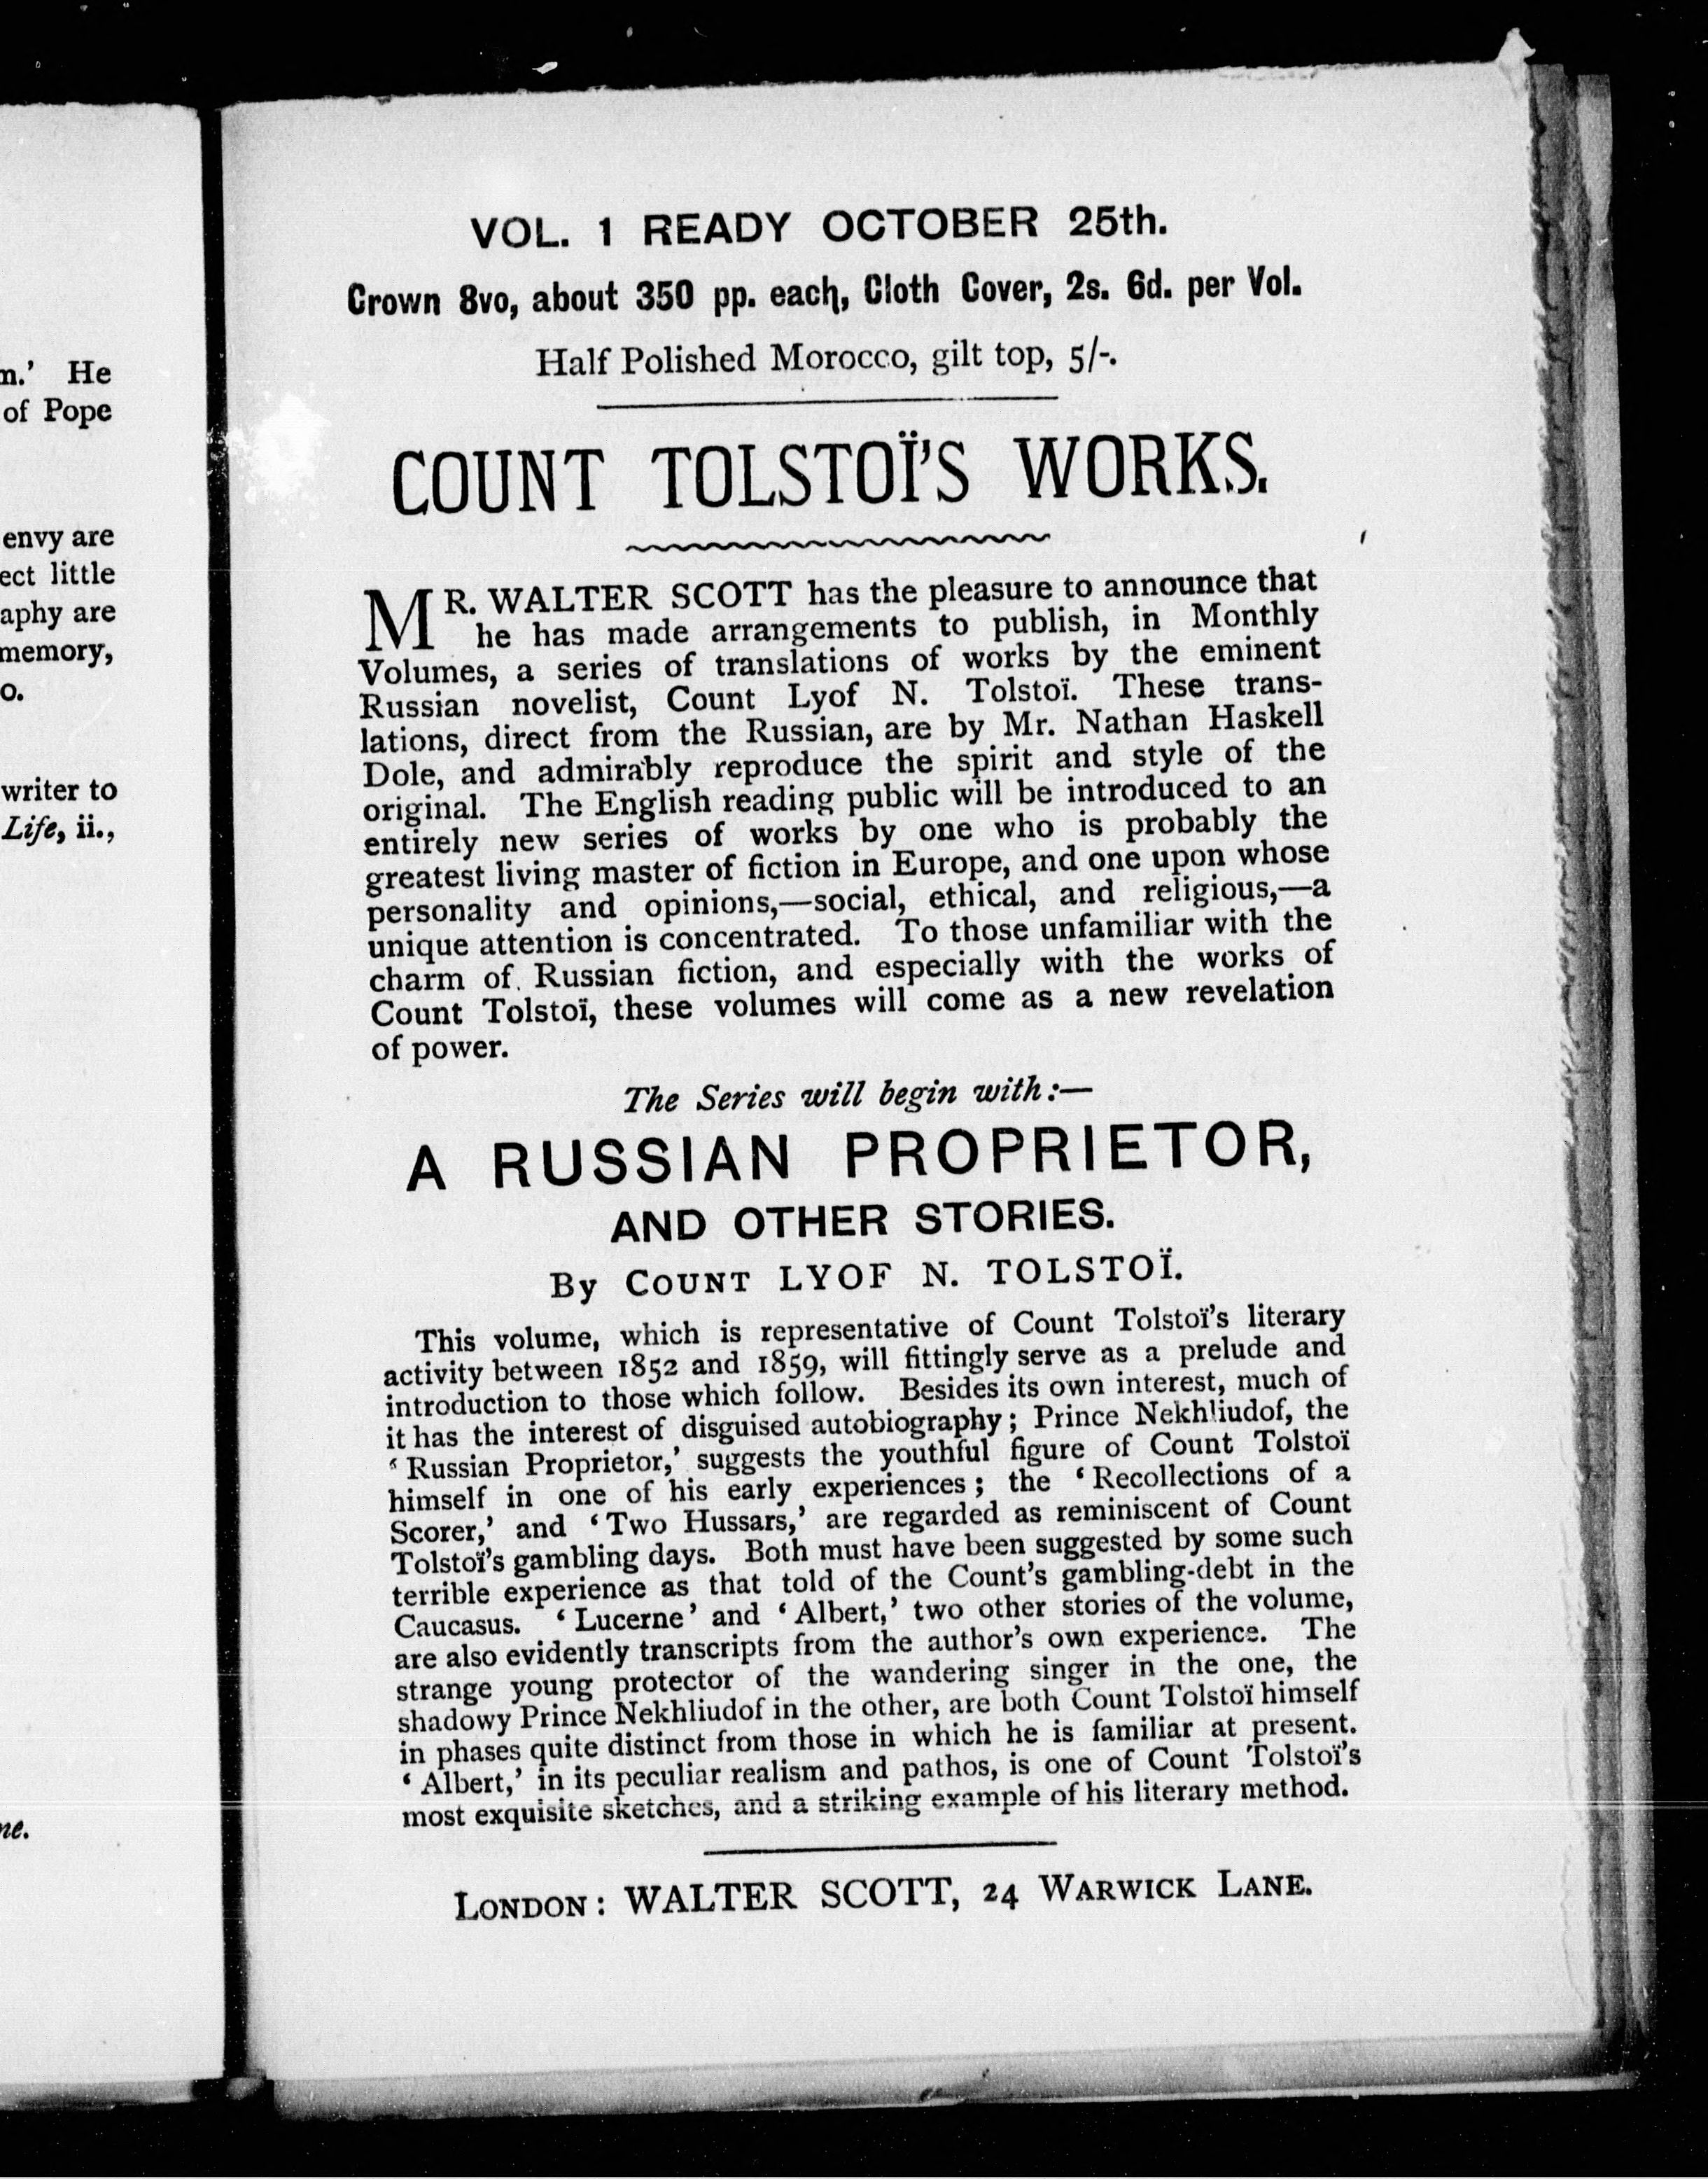 m.' He
of Pope
envy are
ect little
aphy are
memory,
o.
writer to
Life, ii.,
ne.
VOL. 1 READY OCTOBER 25th.
Crown 8vo, about 350 pp. each, Cloth Cover, 2s. 6d. per Vol.
Half Polished Morocco, gilt top, 5/-.
COUNT TOLSTOÏ'S WORKS.
MR. WALTER SCOTT has the pleasure to announce that
he has made arrangements to publish, in Monthly
Volumes, a series of translations of works by the eminent
Russian novelist, Count Lyof N. Tolstoï. These trans-
lations, direct from the Russian, are by Mr. Nathan Haskell
Dole, and admirably reproduce the spirit and style of the
original. The English reading public will be introduced to an
entirely new series of works by one who is probably the
greatest living master of fiction in Europe, and one upon whose
personality and opinions,—social, ethical, and religious,—a
unique attention is concentrated. To those unfamiliar with the
charm of Russian fiction, and especially with the works of
Count Tolstoï, these volumes will come as a new revelation
of power.
The Series will begin with:—
A RUSSIAN PROPRIETOR,
AND OTHER STORIES.
By COUNT LYOF N. TOLSTOÏ.
This volume, which is representative of Count Tolstoï's literary
activity between 1852 and 1859, will fittingly serve as a prelude and
introduction to those which follow. Besides its own interest, much of
it has the interest of disguised autobiography; Prince Nekhliudof, the
'Russian Proprietor,' suggests the youthful figure of Count Tolstoï
himself in one of his early experiences; the 'Recollections of a
Scorer,' and 'Two Hussars,' are regarded as reminiscent of Count
Tolstoï's gambling days. Both must have been suggested by some such
terrible experience as that told of the Count's gambling-debt in the
Caucasus. 'Lucerne' and 'Albert,' two other stories of the volume,
are also evidently transcripts from the author's own experience. The
strange young protector of the wandering singer in the one, the
shadowy Prince Nekhliudof in the other, are both Count Tolstoï himself
in phases quite distinct from those in which he is familiar at present.
'Albert,' in its peculiar realism and pathos, is one of Count Tolstoï's
most exquisite sketches, and a striking example of his literary method.
LONDON: WALTER SCOTT, 24 WARWICK LANE.